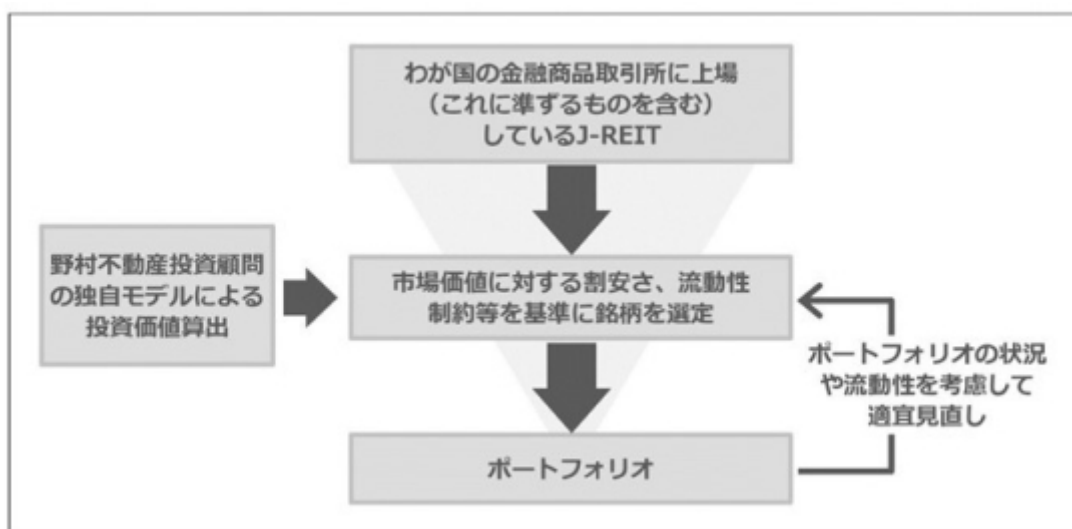 わが国の金融商品取引所に上場
（これに準ずるものを含む）
しているJ-REIT
野村不動産投資顧問
の独自モデルによる
投資価値算出
市場価値に対する割安さ、流動性
制約等を基準に銘柄を選定
ポートフォリオの状況
や流動性を考慮して
適宜見直し
ポートフォリオ